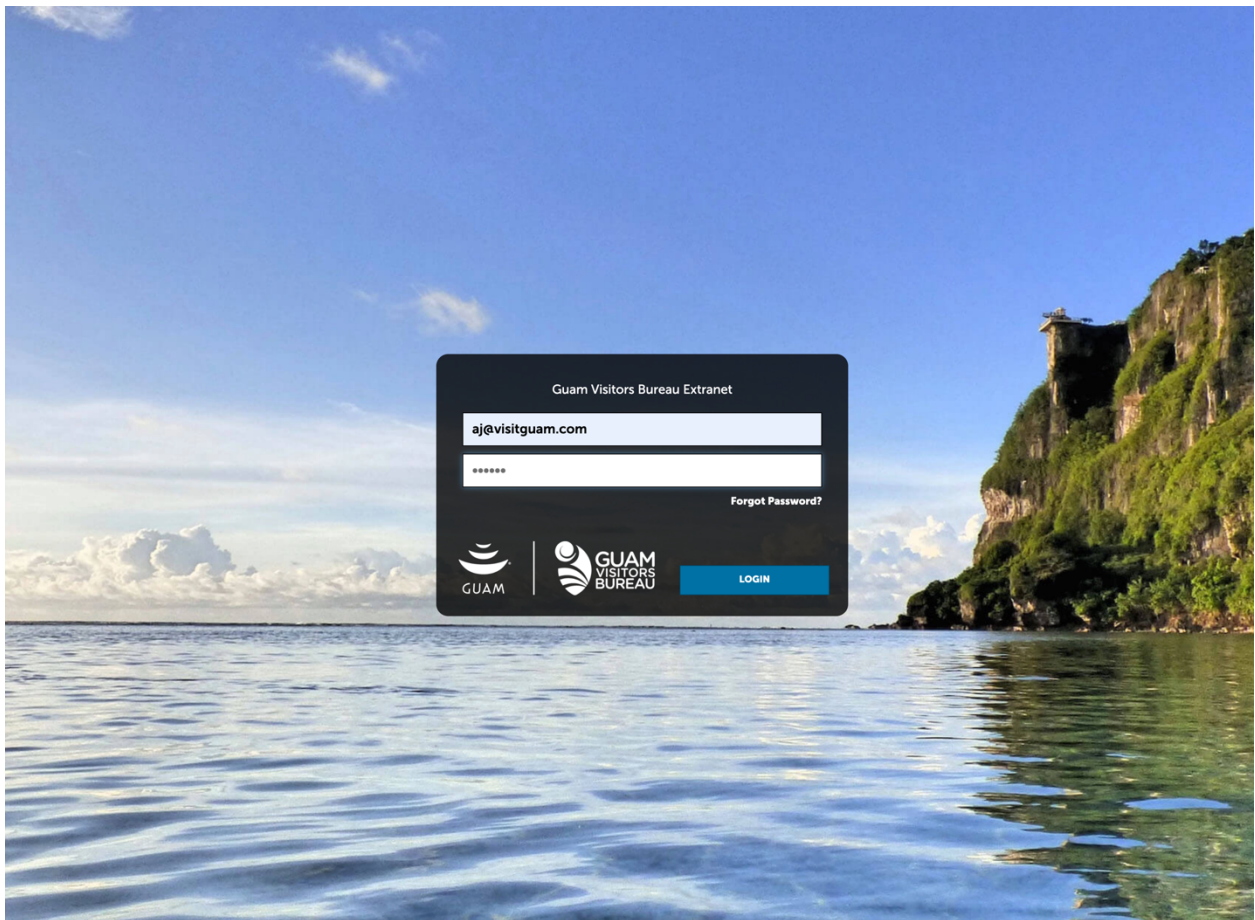 Guam Visitors Bureau Extranet
aj@visitguam.com
••••••
Forgot Password?
GUAM
GUAM
VISITORS
BUREAU
LOGIN